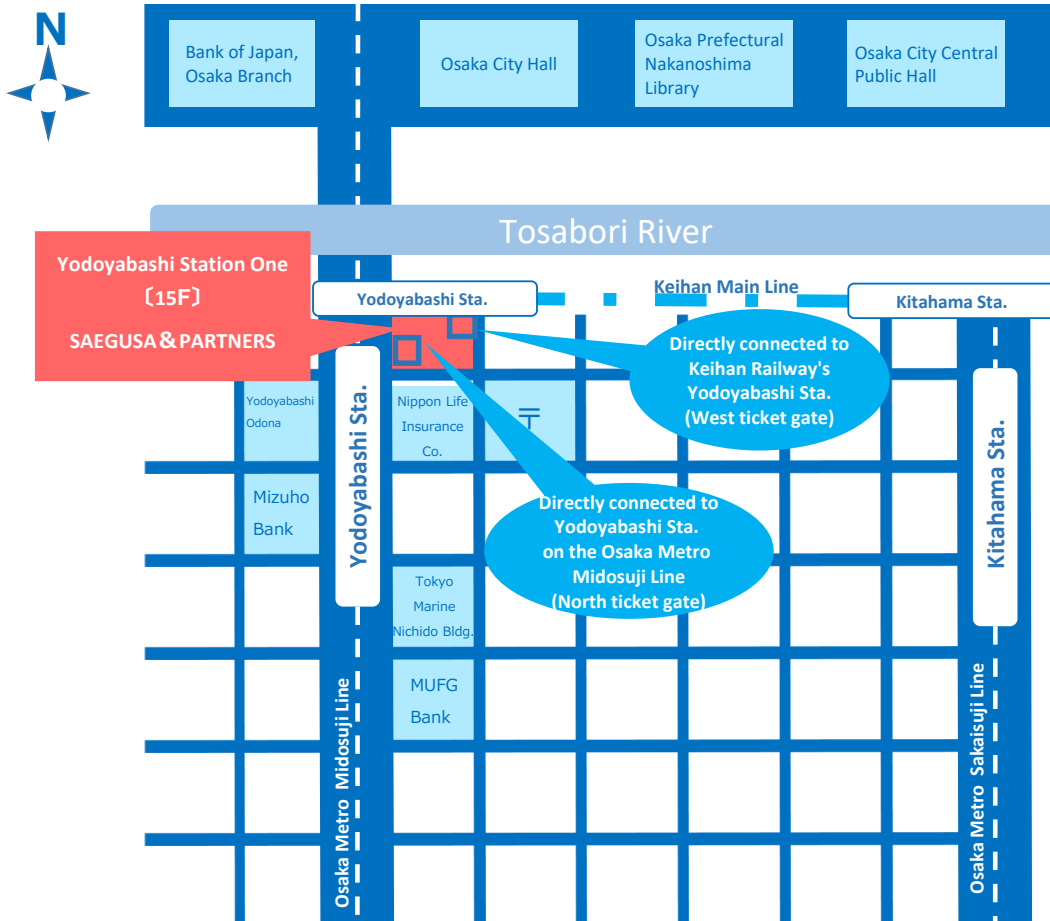 N
Bank of Japan,
Osaka Branch
Osaka City Hall
Osaka Prefectural
Nakanoshima
Library
Osaka City Central
Public Hall
Tosabori River
Yodoyabashi Station One
〔15F〕
SAEGUSA&PARTNERS
Yodoyabashi Sta.
Keihan Main Line
Kitahama Sta.
Directly connected to
Keihan Railway's
Yodoyabashi Sta.
(West ticket gate)
Yodoyabashi
Odona
Yodoyabashi Sta.
Nippon Life
Insurance
Co.
〒
Kitahama Sta.
Mizuho
Bank
Directly connected to
Yodoyabashi Sta.
on the Osaka Metro
Midosuji Line
(North ticket gate)
Tokyo
Marine
Nichido Bldg.
MUFG
Bank
Osaka Metro Midosuji Line
Osaka Metro Sakaisuji Line